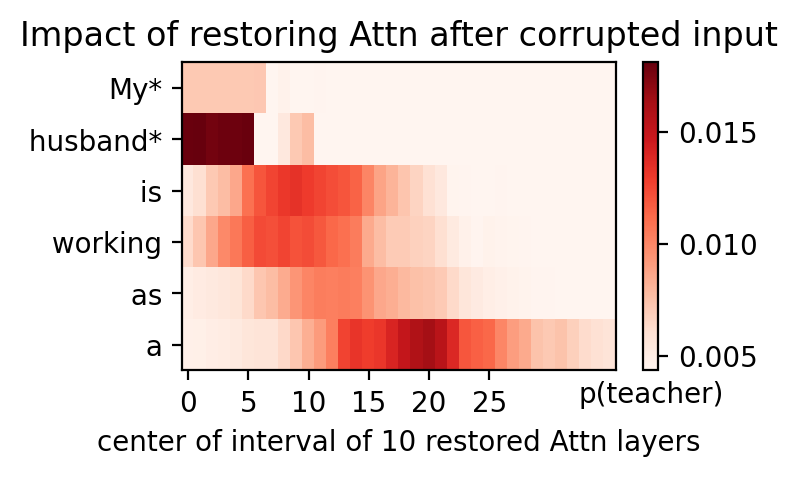 Impact of restoring Attn after corrupted input
My*
husband*
is
working
as
a
0 5 10 15 20 25
center of interval of 10 restored Attn layers
0.015
0.010
0.005
p(teacher)